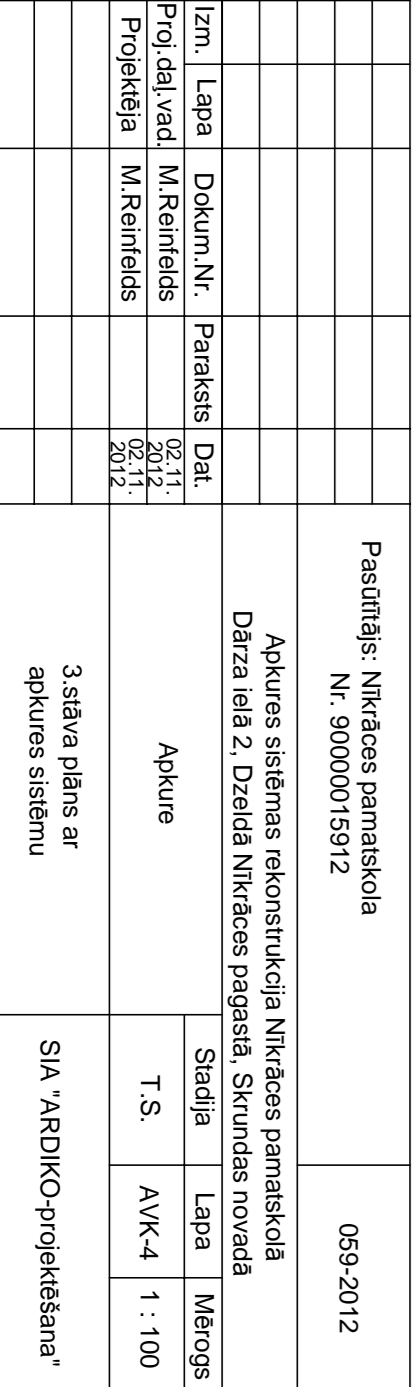 Pasūtītājs: Nīkrāces pamatskola
Nr. 90000015912
059-2012
Apkures sistēmas rekonstrukcija Nīkrāces pamatskolā
Dārza ielā 2, Dzeldā Nīkrāces pagastā, Skrundas novadā
Izm. Lapa Dokum.Nr. Paraksts Dat.
Proj.daļ.vad. M.Reinfelds 02.11.
2012
Projektēja M.Reinfelds 02.11.
2012
Apkure
Stadija Lapa Mērogs
T.S. AVK-4 1 : 100
3.stāva plāns ar
apkures sistēmu
SIA "ARDIKO-projektēšana"